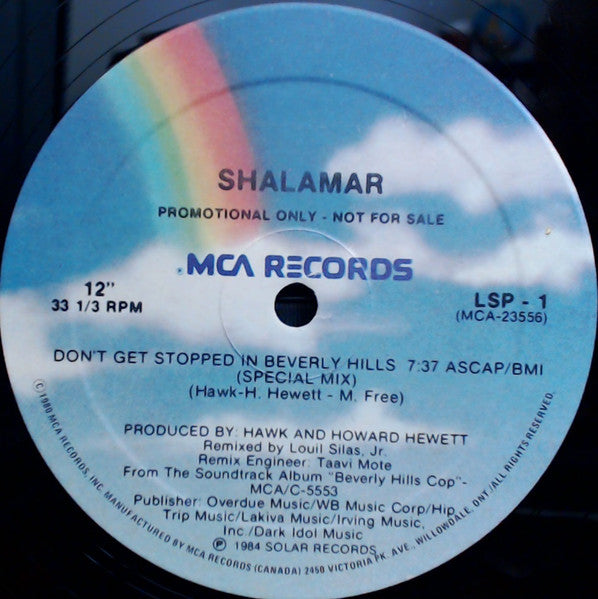 SHALAMAR
PROMOTIONAL ONLY - NOT FOR SALE
MCA RECORDS
12"
33 1/3 RPM
LSP - 1
(MCA-23556)
DON'T GET STOPPED IN BEVERLY HILLS 7:37 ASCAP/BMI
(SPECIAL MIX)
(Hawk-H. Hewett - M. Free)
PRODUCED BY: HAWK AND HOWARD HEWETT
Remixed by Louil Silas, Jr.
Remix Engineer: Taavi Mote
From The Soundtrack Album "Beverly Hills Cop"-
MCA/C-5553
Publisher: Overdue Music/WB Music Corp/Hip
Trip Music/Lakiva Music/Irving Music,
Inc./Dark Idol Music
Ⓟ 1984 SOLAR RECORDS
© 1980 MCA RECORDS, INC. MANUFACTURED BY MCA RECORDS (CANADA) 2450 VICTORIA PK. AVE., WILLOWDALE, ONT./ALL RIGHTS RESERVED.